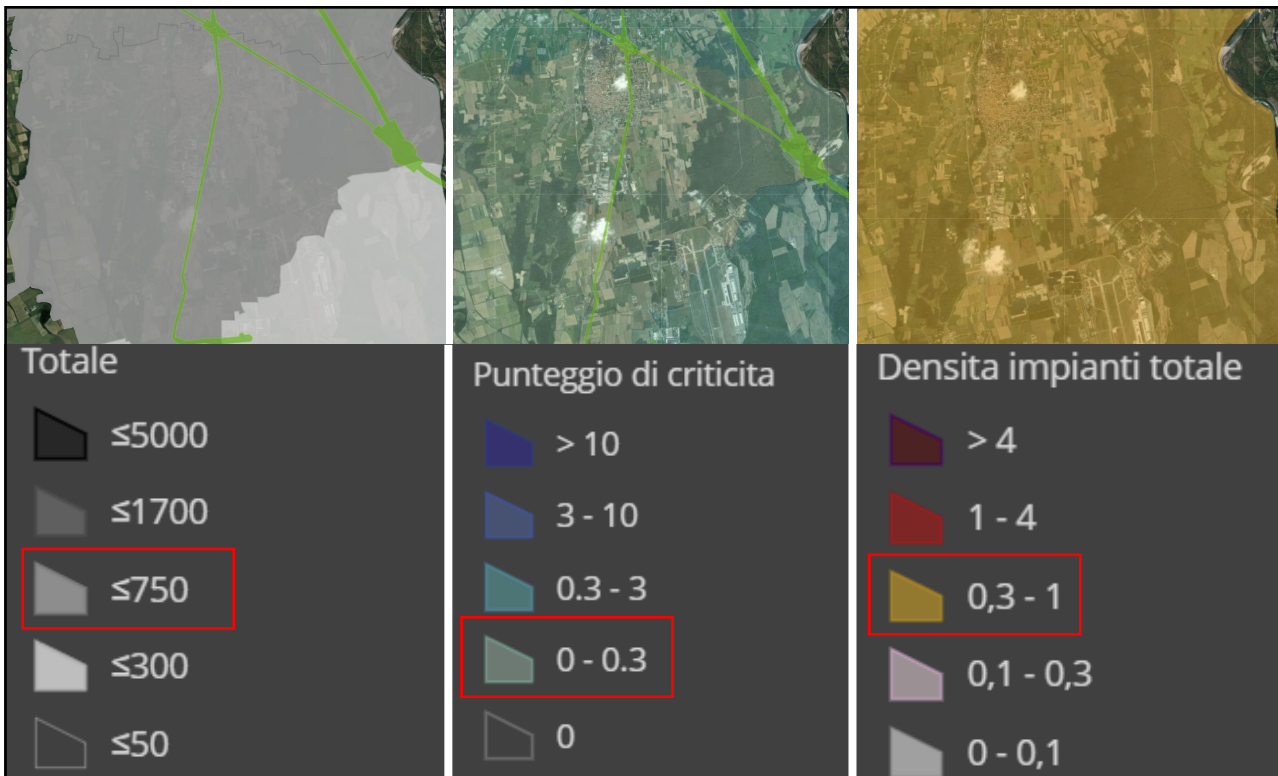 Totale
≤5000
≤1700
≤750
≤300
≤50
Punteggio di criticita
> 10
3 - 10
0.3 - 3
0 - 0.3
0
Densita impianti totale
> 4
1 - 4
0,3 - 1
0,1 - 0,3
0 - 0,1